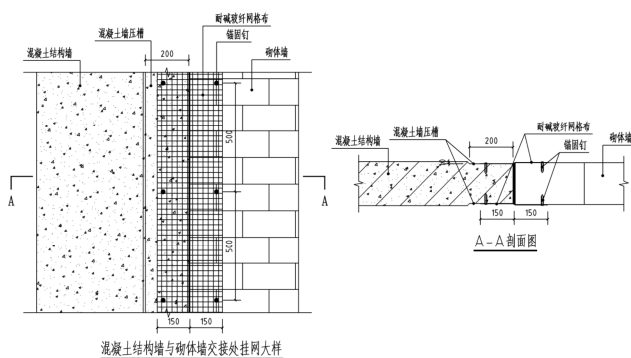 耐碱玻纤网格布
混凝土墙压槽
锚固钉
混凝土结构墙
200
砌体墙
500
500
A
A
150
150
混凝土结构墙与砌体墙交接处挂网大样
混凝土墙压槽
200
耐碱玻纤网格布
混凝土结构墙
锚固钉
砌体墙
150
150
A-A剖面图